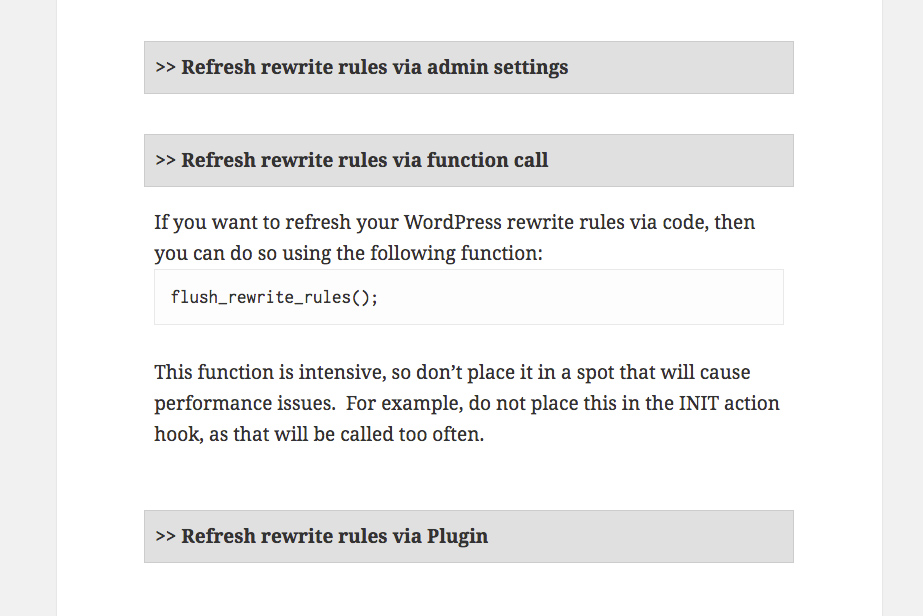 >> Refresh rewrite rules via admin settings
>> Refresh rewrite rules via function call
If you want to refresh your WordPress rewrite rules via code, then
you can do so using the following function:
flush_rewrite_rules();
This function is intensive, so don’t place it in a spot that will cause
performance issues.  For example, do not place this in the INIT action
hook, as that will be called too often.
>> Refresh rewrite rules via Plugin